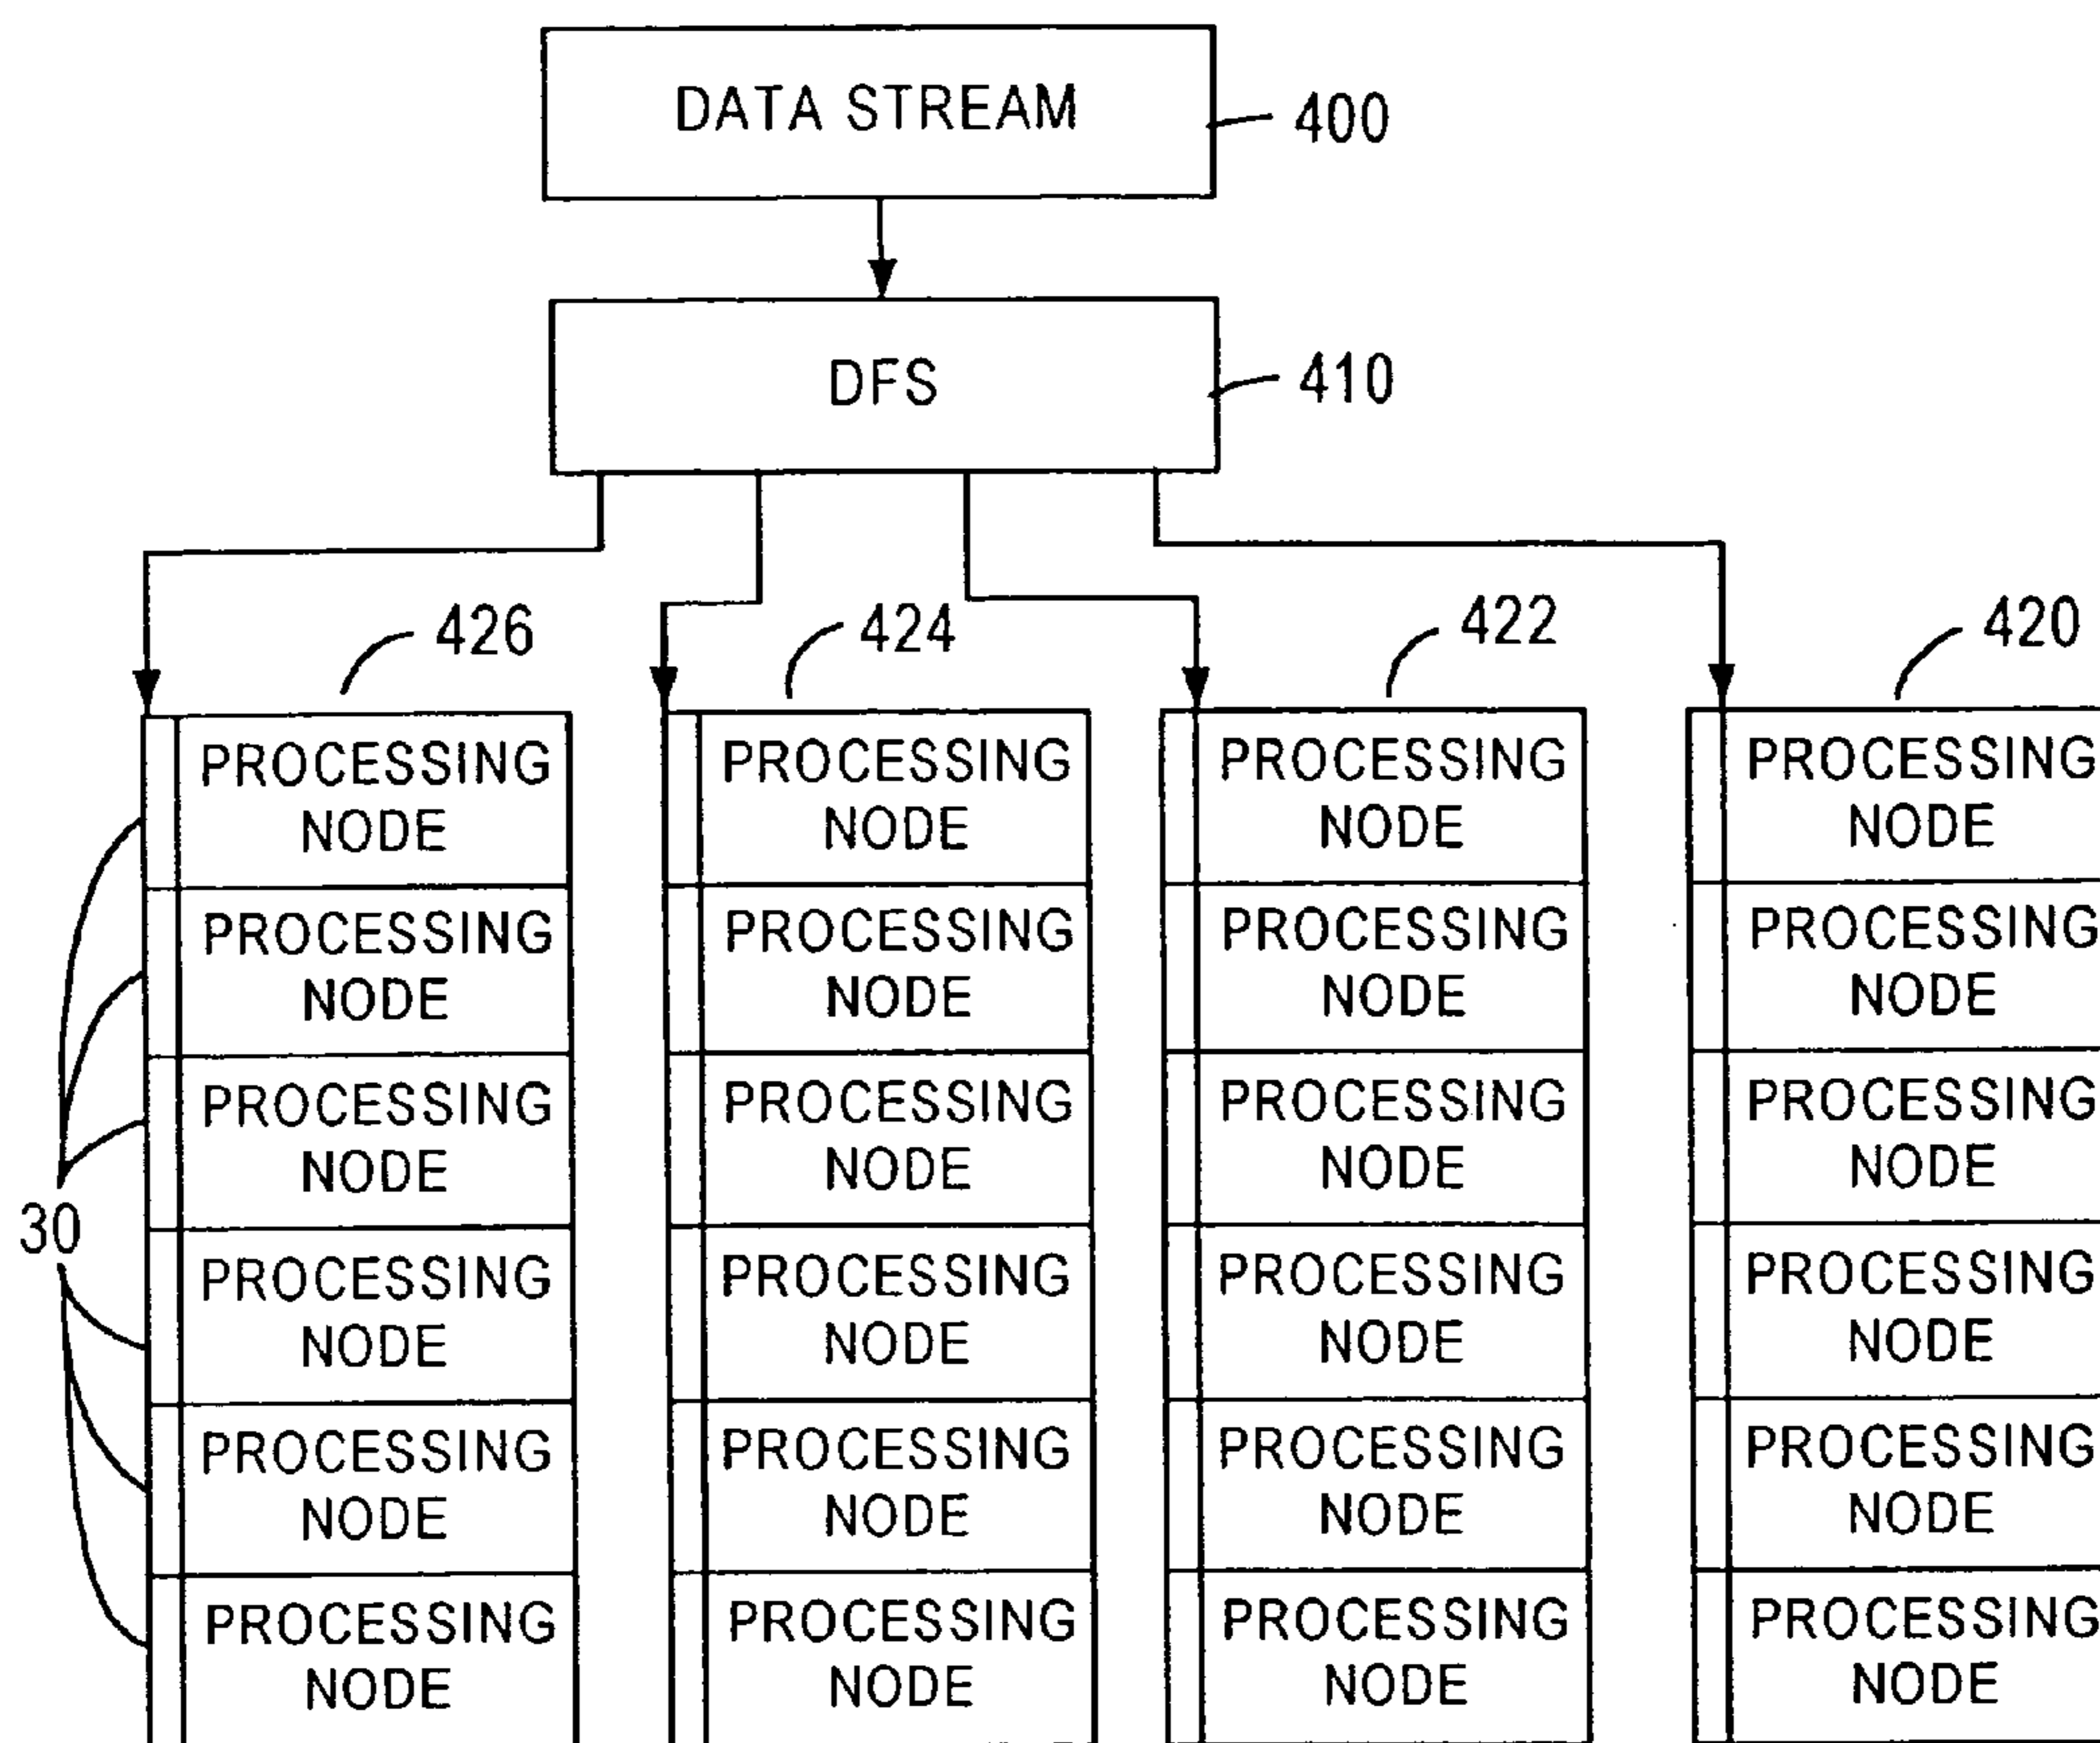 DATA STREAM
400
DFS
410
426
424
422
420
PROCESSING PROCESSING PROCESSING PROCESSING
NODE NODE NODE NODE
PROCESSING PROCESSING PROCESSING PROCESSING
NODE NODE NODE NODE
PROCESSING PROCESSING PROCESSING PROCESSING
NODE NODE NODE NODE
30
PROCESSING PROCESSING PROCESSING PROCESSING
NODE NODE NODE NODE
PROCESSING PROCESSING PROCESSING PROCESSING
NODE NODE NODE NODE
PROCESSING PROCESSING PROCESSING PROCESSING
NODE NODE NODE NODE